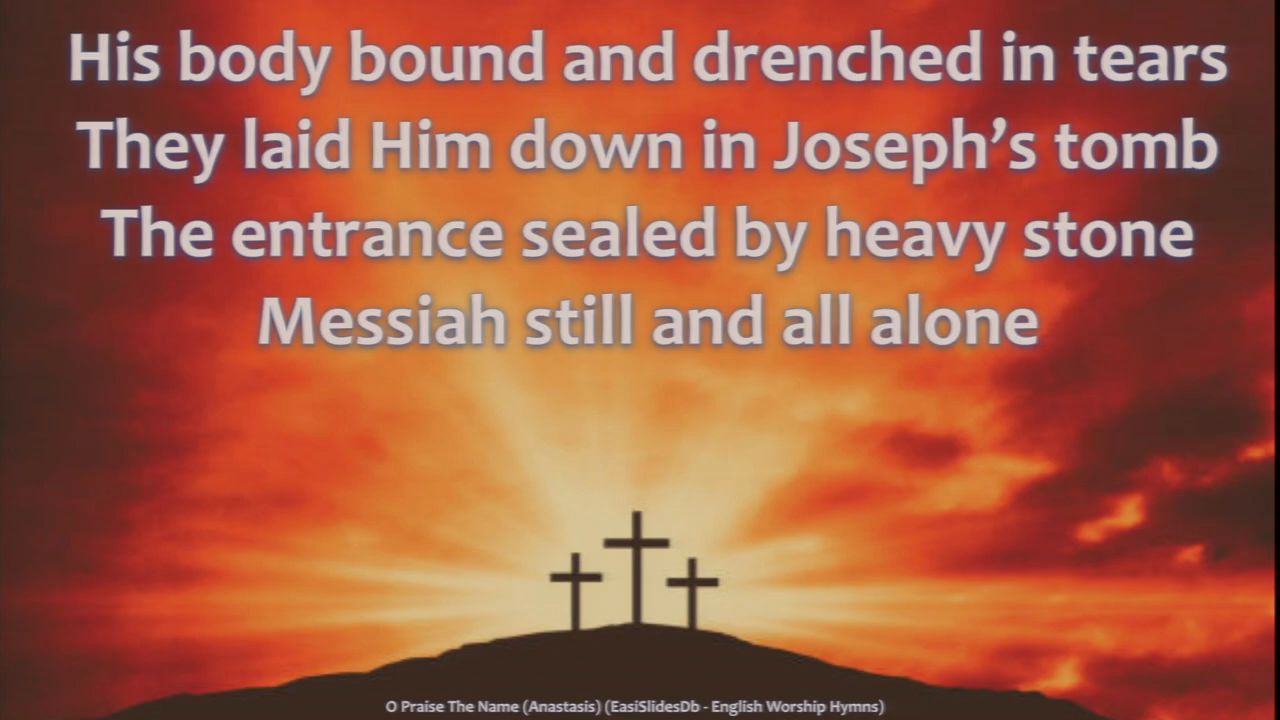 His body bound and drenched in tears
They laid Him down in Joseph’s tomb
The entrance sealed by heavy stone
Messiah still and all alone
O Praise The Name (Anastasis) (EasiSlidesDb - English Worship Hymns)